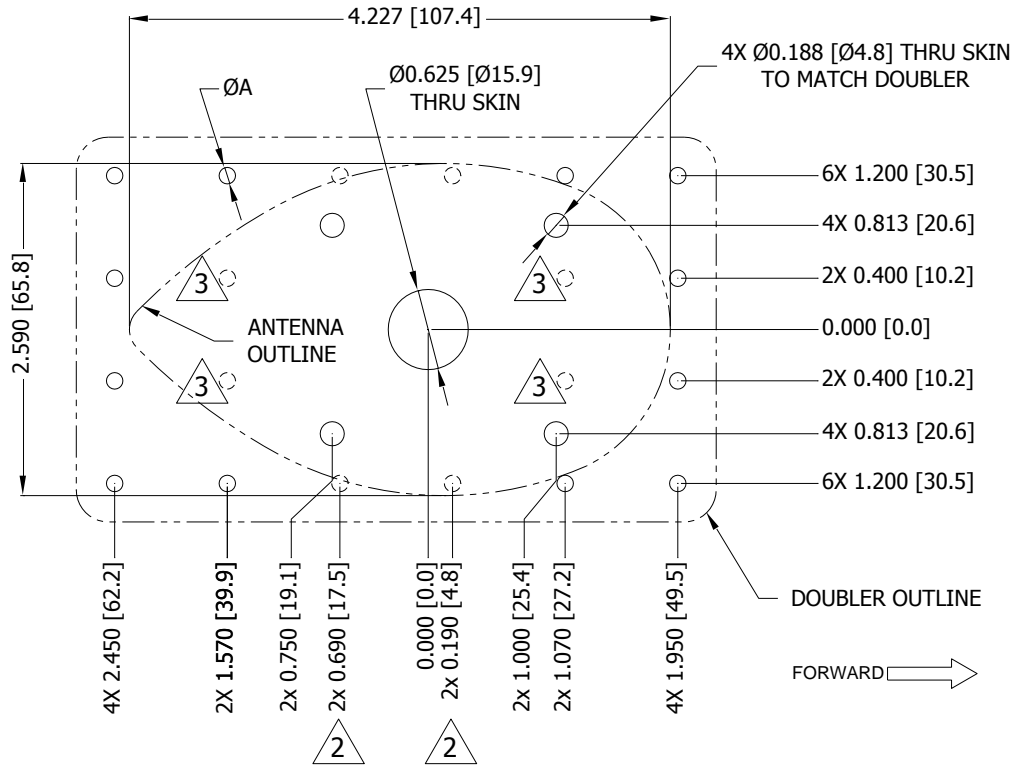 4.227 [107.4]
ØA
Ø0.625 [Ø15.9]
THRU SKIN
4X Ø0.188 [Ø4.8] THRU SKIN
TO MATCH DOUBLER
6X 1.200 [30.5]
4X 0.813 [20.6]
2X 0.400 [10.2]
0.000 [0.0]
2X 0.400 [10.2]
4X 0.813 [20.6]
6X 1.200 [30.5]
2.590 [65.8]
3
3
ANTENNA
OUTLINE
3
3
4X 2.450 [62.2]
2X 1.570 [39.9]
2x 0.750 [19.1]
2x 0.690 [17.5]
0.000 [0.0]
2x 0.190 [4.8]
2x 1.000 [25.4]
2x 1.070 [27.2]
4X 1.950 [49.5]
DOUBLER OUTLINE
FORWARD
2
2